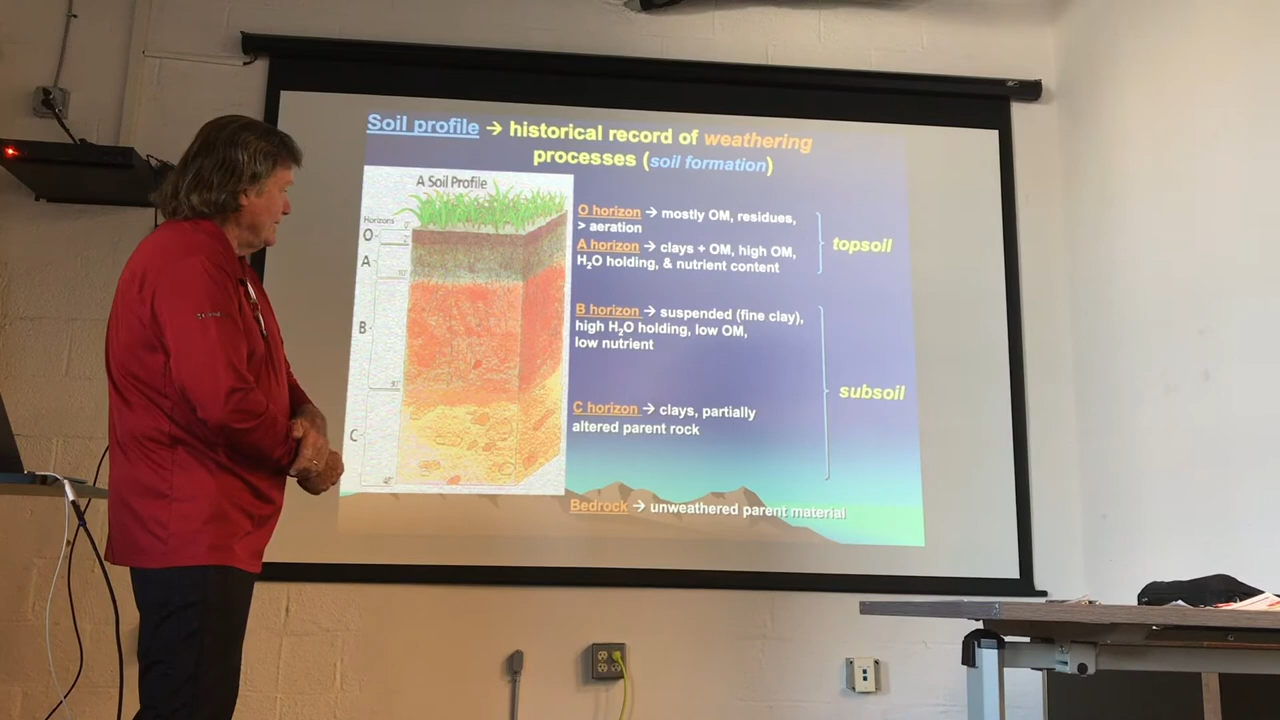 Soil profile → historical record of weathering
processes (soil formation)
A Soil Profile
Horizons
O
A
B
C
O horizon → mostly OM, residues,
> aeration
A horizon → clays + OM, high OM,
H₂O holding, & nutrient content
topsoil
B horizon → suspended (fine clay),
high H₂O holding, low OM,
low nutrient
subsoil
C horizon → clays, partially
altered parent rock
Bedrock → unweathered parent material